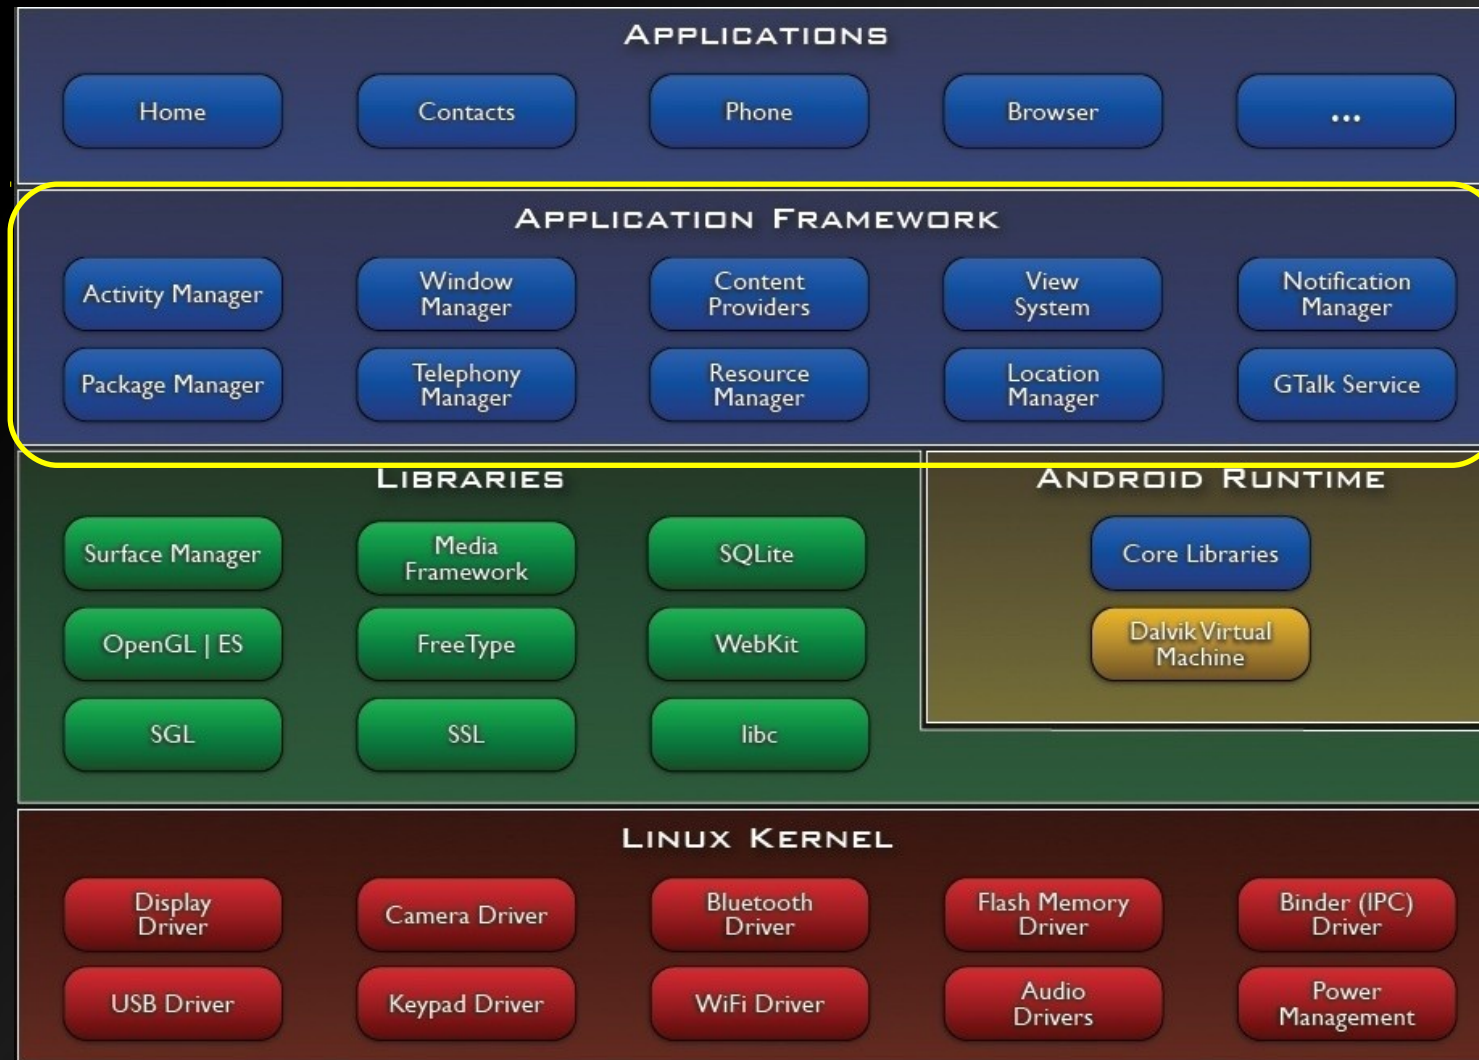 APPLICATIONS
Home
Contacts
Phone
Browser
...
APPLICATION FRAMEWORK
Activity Manager
Window
Manager
Content
Providers
View
System
Notification
Manager
Package Manager
Telephony
Manager
Resource
Manager
Location
Manager
GTalk Service
LIBRARIES
Surface Manager
Media
Framework
SQLite
OpenGL | ES
FreeType
WebKit
SGL
SSL
libc
ANDROID RUNTIME
Core Libraries
Dalvik Virtual
Machine
LINUX KERNEL
Display
Driver
Camera Driver
Bluetooth
Driver
Flash Memory
Driver
Binder (IPC)
Driver
USB Driver
Keypad Driver
WiFi Driver
Audio
Drivers
Power
Management